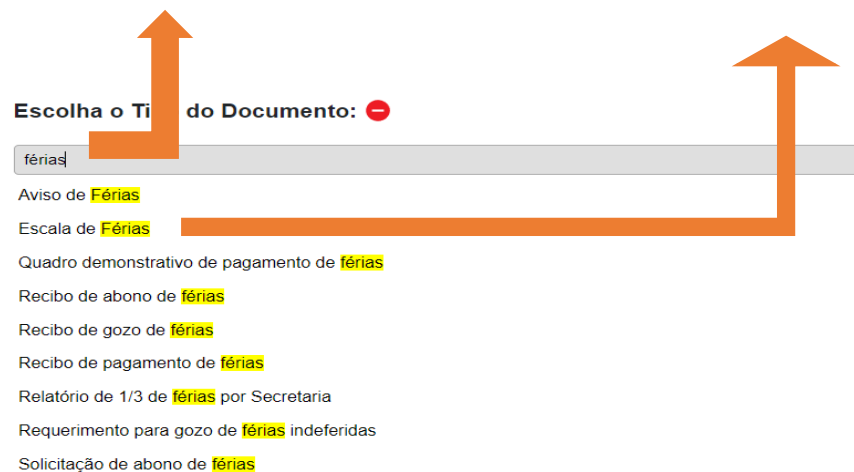 Escolha o Ti do Documento:
férias
Aviso de Férias
Escala de Férias
Quadro demonstrativo de pagamento de férias
Recibo de abono de férias
Recibo de gozo de férias
Recibo de pagamento de férias
Relatório de 1/3 de férias por Secretaria
Requerimento para gozo de férias indeferidas
Solicitação de abono de férias